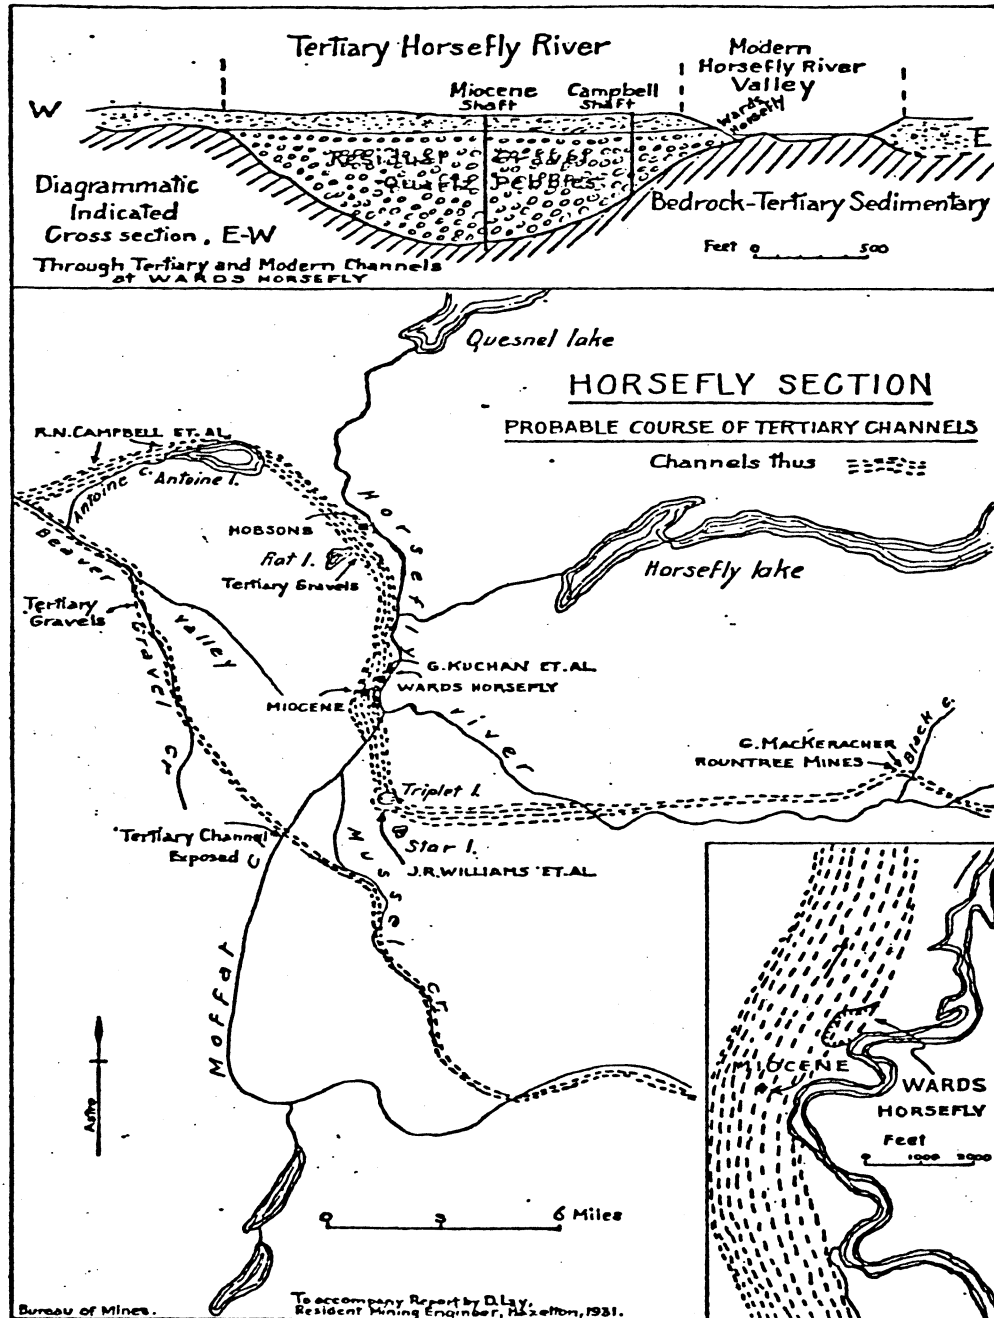 Tertiary Horsefly River
Modern
Horsefly River
Valley
Miocene
Shaft
Campbell
Shaft
Wards
Horsefly
W
E
Quartz Pebbles
Diagrammatic
Indicated
Cross section, E-W
Through Tertiary and Modern Channels
at WARDS HORSEFLY
Bedrock-Tertiary Sedimentary
Feet 0 500
Quesnel lake
HORSEFLY SECTION
PROBABLE COURSE OF TERTIARY CHANNELS
Channels thus
R.N. CAMPBELL ET. AL
Antoine C.
Antoine l.
Horsefly
HOBSONS
Rat l.
Tertiary Gravels
Horsefly lake
Beaver
valley
Tertiary
Gravels
Gravel Cr
G. KUCHAN ET. AL
WARDS HORSEFLY
MIOCENE
river
Black c.
G. MACKERACHER
ROUNTREE MINES
Triplet l.
Star l.
J.R. WILLIAMS ET. AL
Tertiary Channel
Exposed
Mussel Cr.
Moffat Cr
MIOCENE
WARDS
HORSEFLY
Feet
0 1000 2000
Astro
0 3 6 Miles
Bureau of Mines.
To accompany Report by D. Lay.
Resident Mining Engineer, Hazelton, 1931.